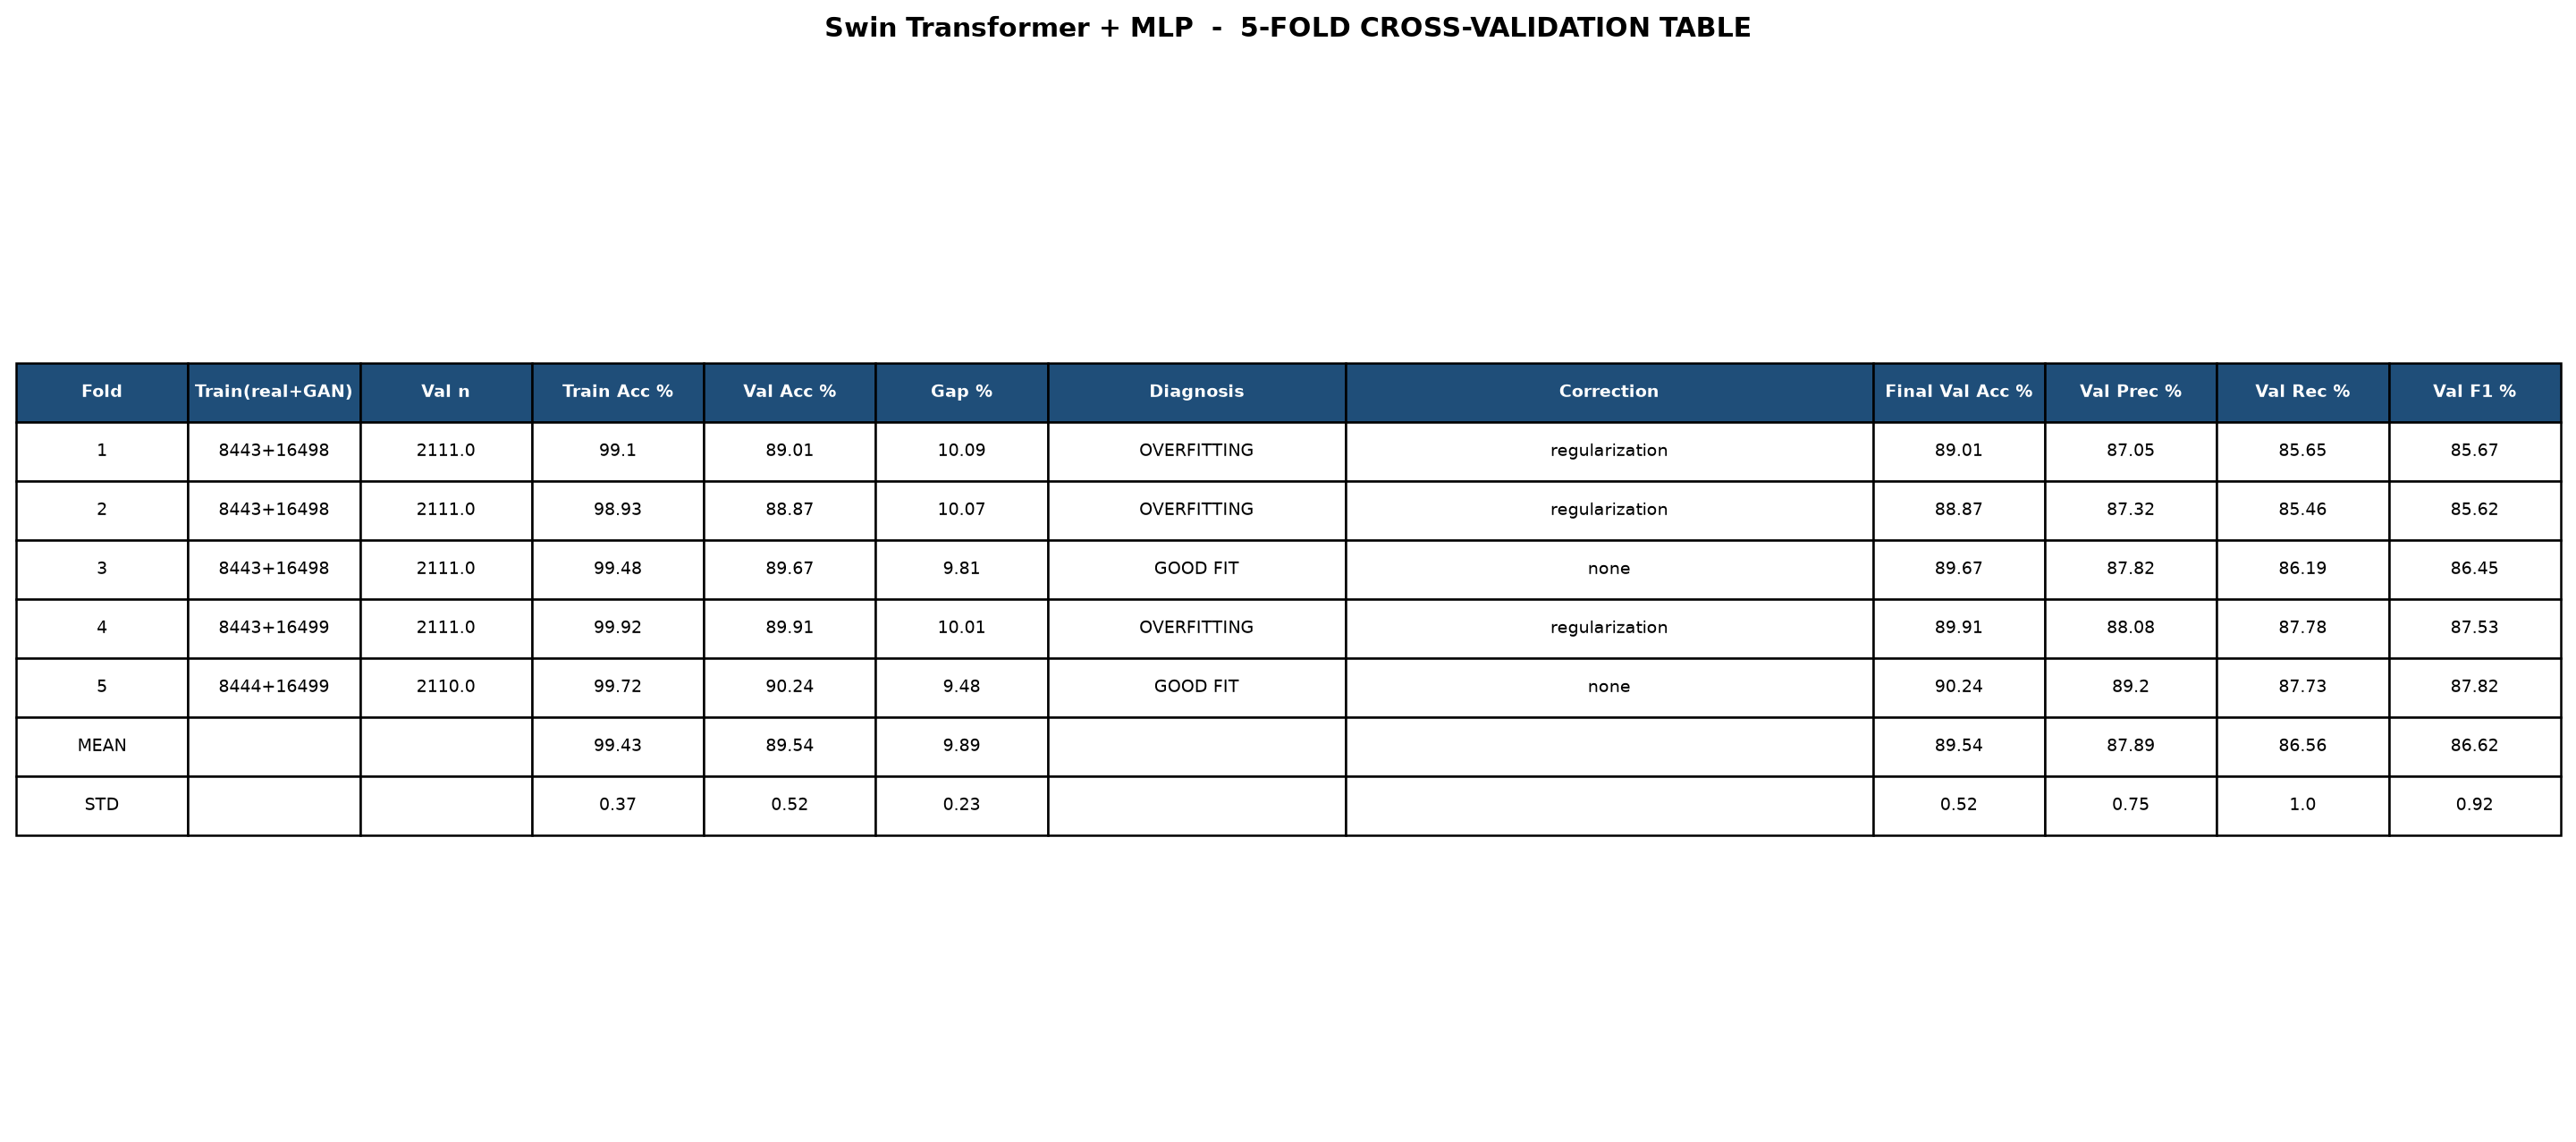 Swin Transformer + MLP - 5-FOLD CROSS-VALIDATION TABLE
Fold Train(real+GAN) Val n Train Acc % Val Acc % Gap % Diagnosis Correction Final Val Acc % Val Prec % Val Rec % Val F1 %
1 8443+16498 2111.0 99.1 89.01 10.09 OVERFITTING regularization 89.01 87.05 85.65 85.67
2 8443+16498 2111.0 98.93 88.87 10.07 OVERFITTING regularization 88.87 87.32 85.46 85.62
3 8443+16498 2111.0 99.48 89.67 9.81 GOOD FIT none 89.67 87.82 86.19 86.45
4 8443+16499 2111.0 99.92 89.91 10.01 OVERFITTING regularization 89.91 88.08 87.78 87.53
5 8444+16499 2110.0 99.72 90.24 9.48 GOOD FIT none 90.24 89.2 87.73 87.82
MEAN 99.43 89.54 9.89 89.54 87.89 86.56 86.62
STD 0.37 0.52 0.23 0.52 0.75 1.0 0.92